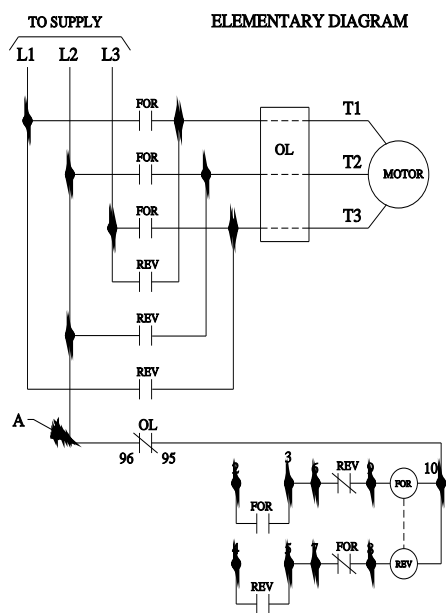 TO SUPPLY
ELEMENTARY DIAGRAM
L1 L2 L3
FOR
T1
OL
FOR
T2
MOTOR
FOR
T3
REV
REV
REV
A
OL
96 95
2 3 6 REV 9 10
FOR
FOR
4 5 7 FOR 8
REV
REV